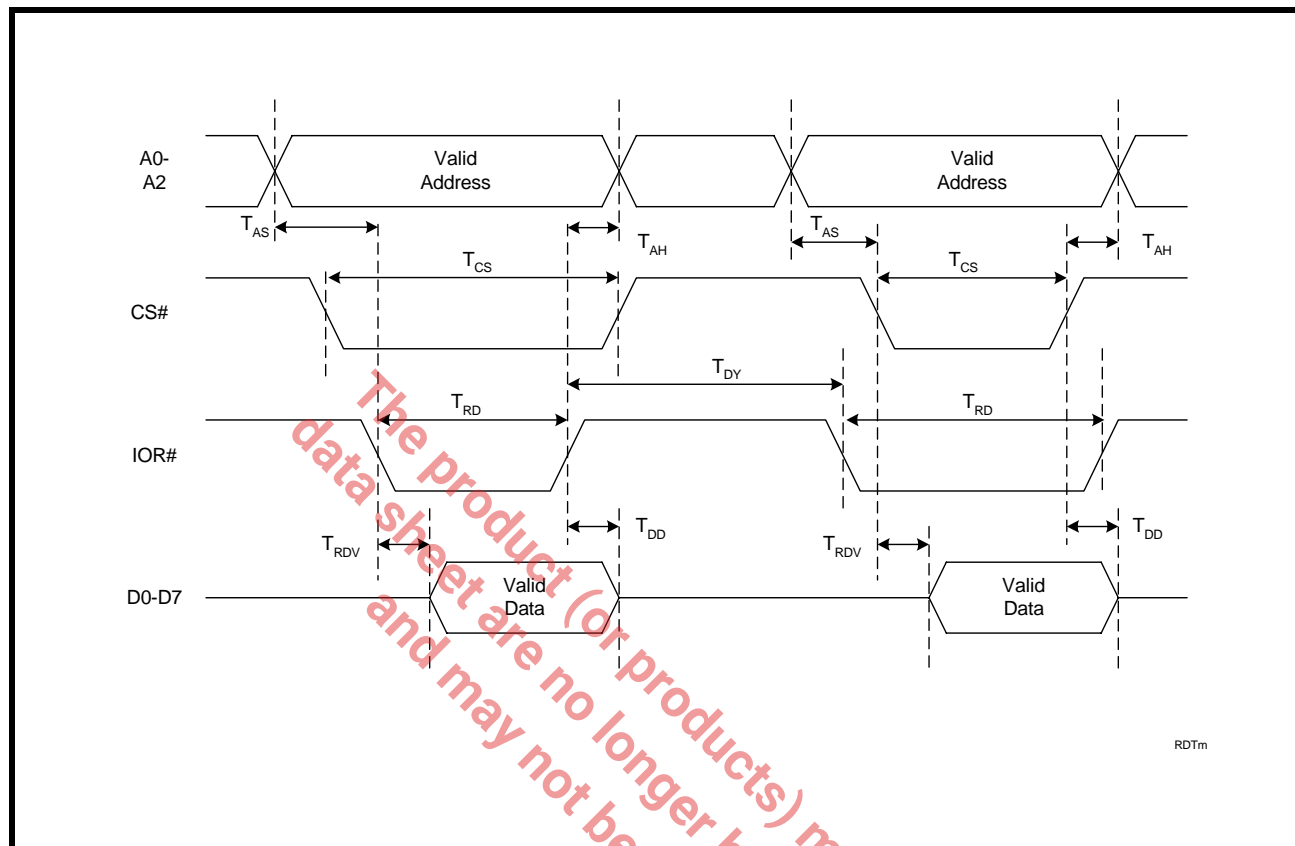 A0-
A2
Valid
Address
Valid
Address
TAS
TAH
TAS
TAH
TCS
TCS
CS#
TDY
TRD
TRD
IOR#
TRDV
TDD
TRDV
TDD
D0-D7
Valid
Data
Valid
Data
RDTm
The product (or products) m
data sheet are no longer b
and may not be